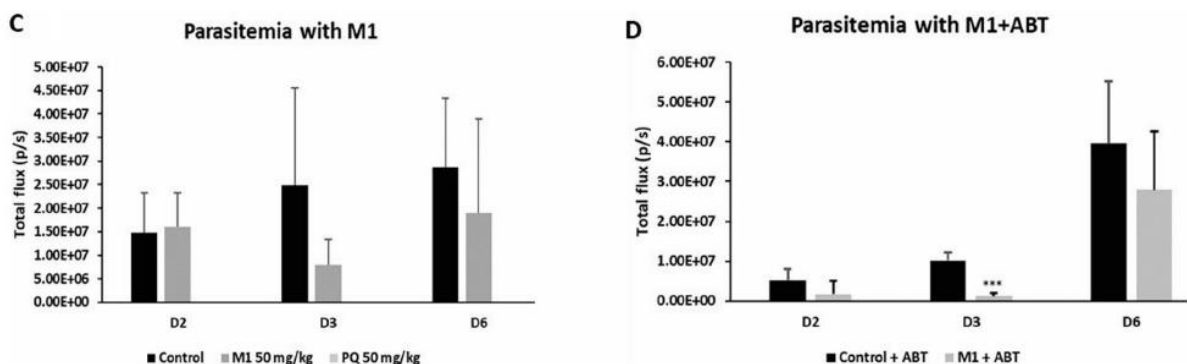 C
Parasitemia with M1
Total flux (p/s)
5.00E+07
4.50E+07
4.00E+07
3.50E+07
3.00E+07
2.50E+07
2.00E+07
1.50E+07
1.00E+07
5.00E+06
0.00E+00
D2 D3 D6
Control M1 50 mg/kg PQ 50 mg/kg
D
Parasitemia with M1+ABT
Total flux (p/s)
6.00E+07
5.00E+07
4.00E+07
3.00E+07
2.00E+07
1.00E+07
0.00E+00
***
D2 D3 D6
Control + ABT M1 + ABT